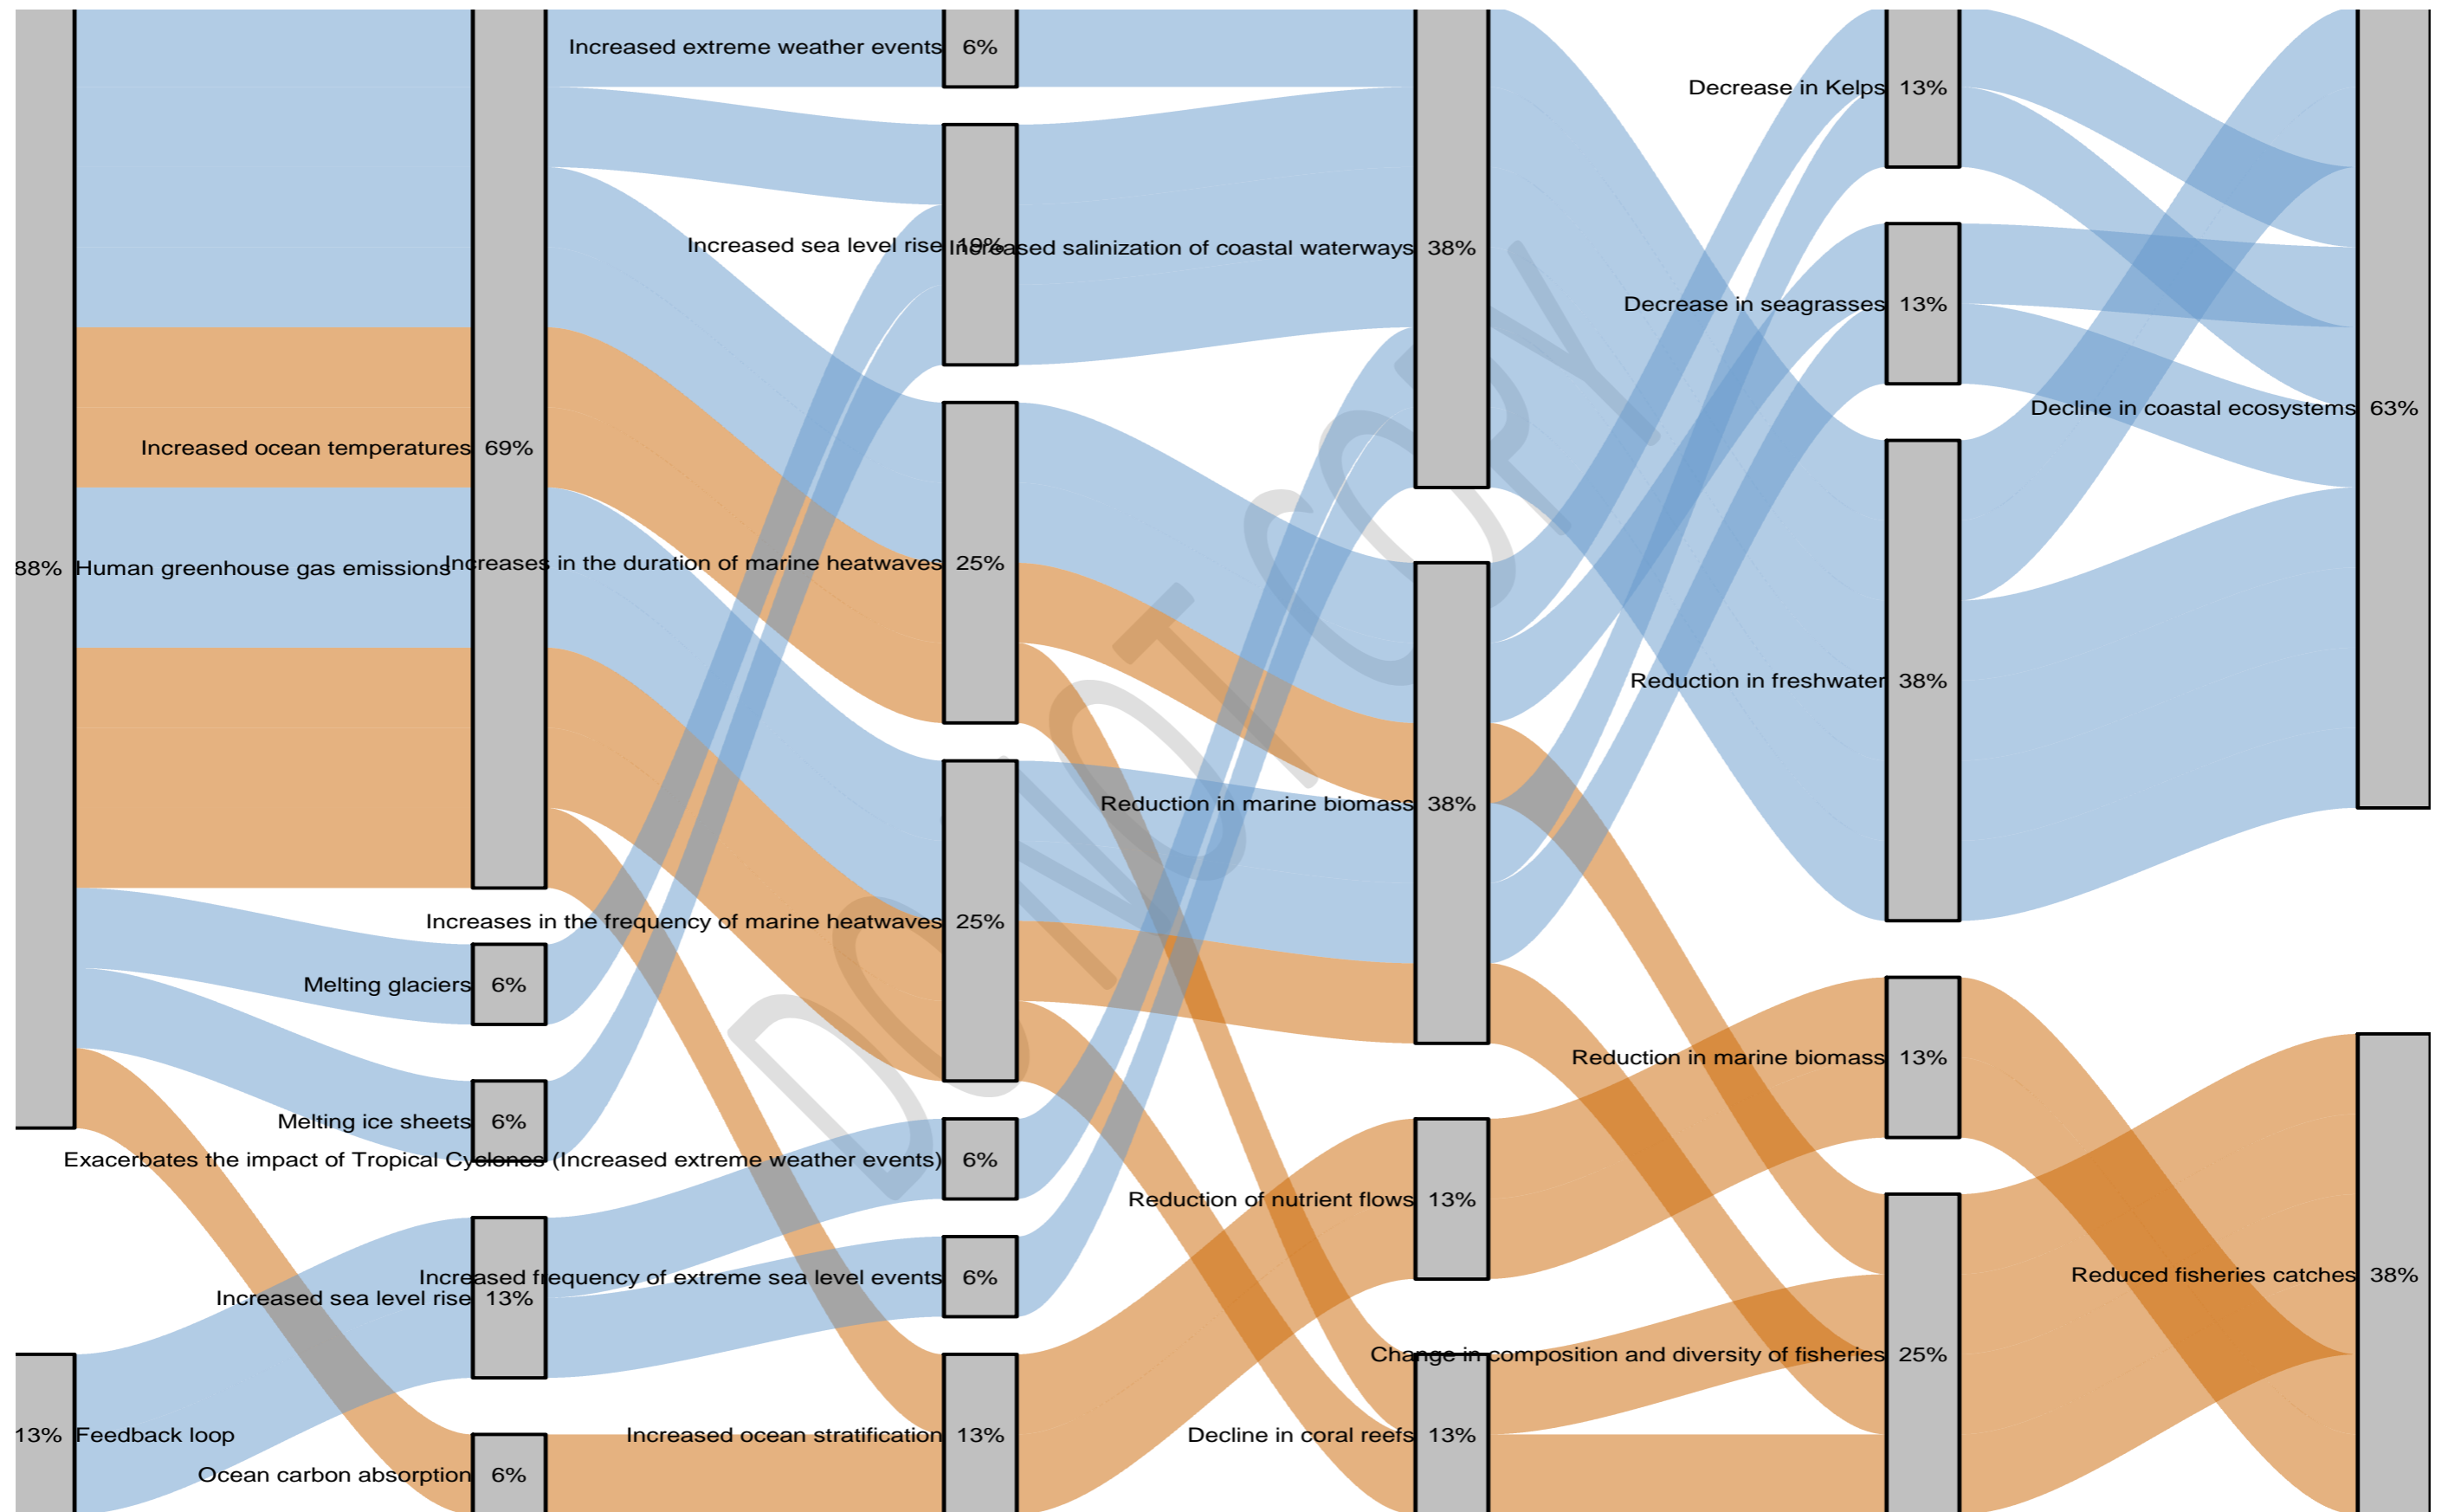 88% Human greenhouse gas emissions
13% Feedback loop
Increased ocean temperatures 69%
Melting glaciers 6%
Melting ice sheets 6%
Increased sea level rise 13%
Ocean carbon absorption 6%
Increased extreme weather events 6%
Increased sea level rise 19%
Increases in the duration of marine heatwaves 25%
Increases in the frequency of marine heatwaves 25%
Exacerbates the impact of Tropical Cyclones (Increased extreme weather events) 6%
Increased frequency of extreme sea level events 6%
Increased ocean stratification 13%
Increased salinization of coastal waterways 38%
Reduction in marine biomass 38%
Reduction of nutrient flows 13%
Decline in coral reefs 13%
Decrease in Kelps 13%
Decrease in seagrasses 13%
Reduction in freshwater 38%
Reduction in marine biomass 13%
Change in composition and diversity of fisheries 25%
Decline in coastal ecosystems 63%
Reduced fisheries catches 38%
DONT COPY